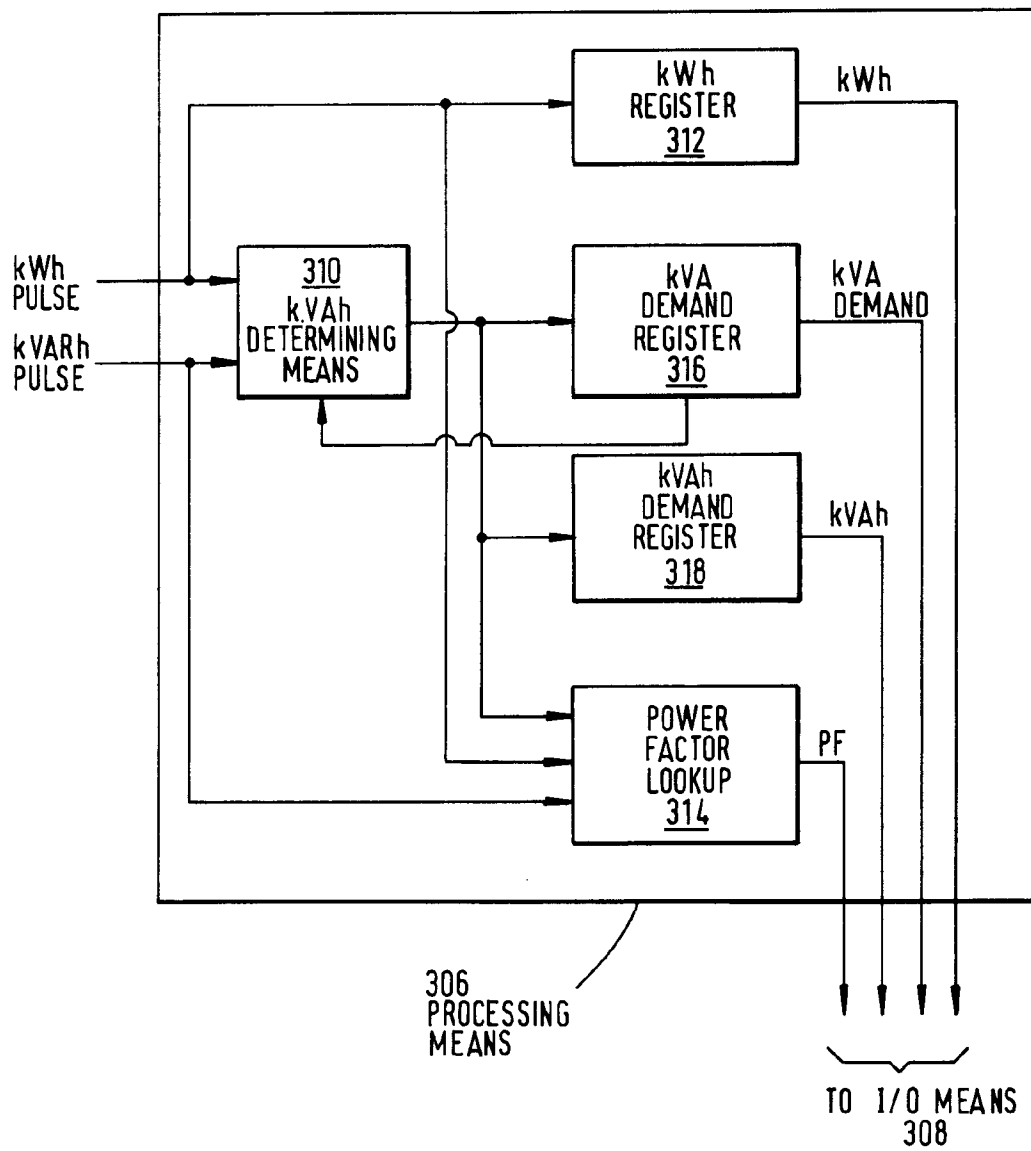 kWh
REGISTER
312
kWh
kWh
PULSE
kVARh
PULSE
310
k.VAh
DETERMINING
MEANS
kVA
DEMAND
REGISTER
316
kVA
DEMAND
kVAh
DEMAND
REGISTER
318
kVAh
POWER
FACTOR
LOOKUP
314
PF
306
PROCESSING
MEANS
TO I/O MEANS
308